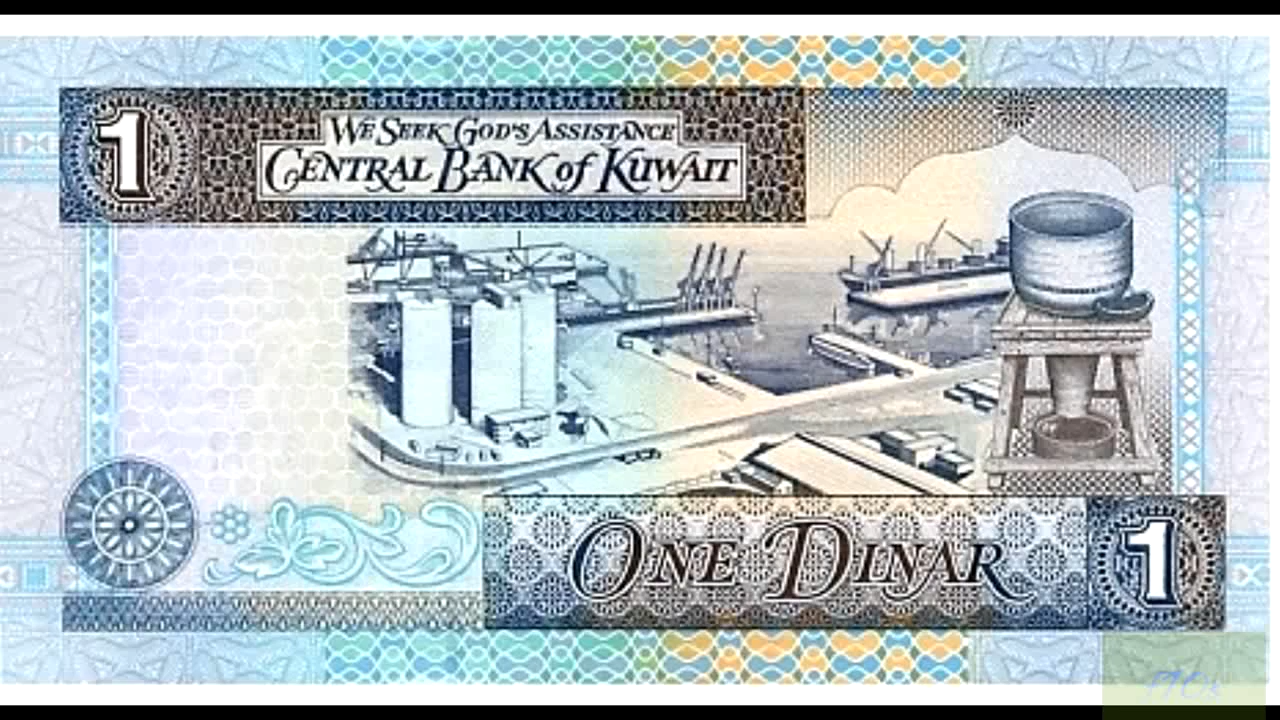 1
WE SEEK GOD'S ASSISTANCE
CENTRAL BANK of KUWAIT
ONE DINAR
1